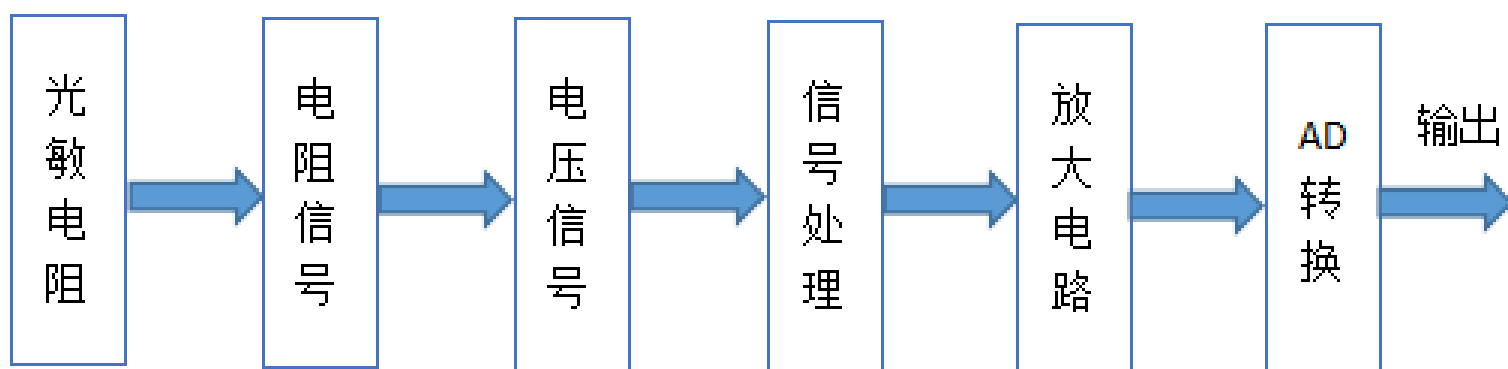 光敏电阻
电阻信号
电压信号
信号处理
放大电路
AD转换
输出